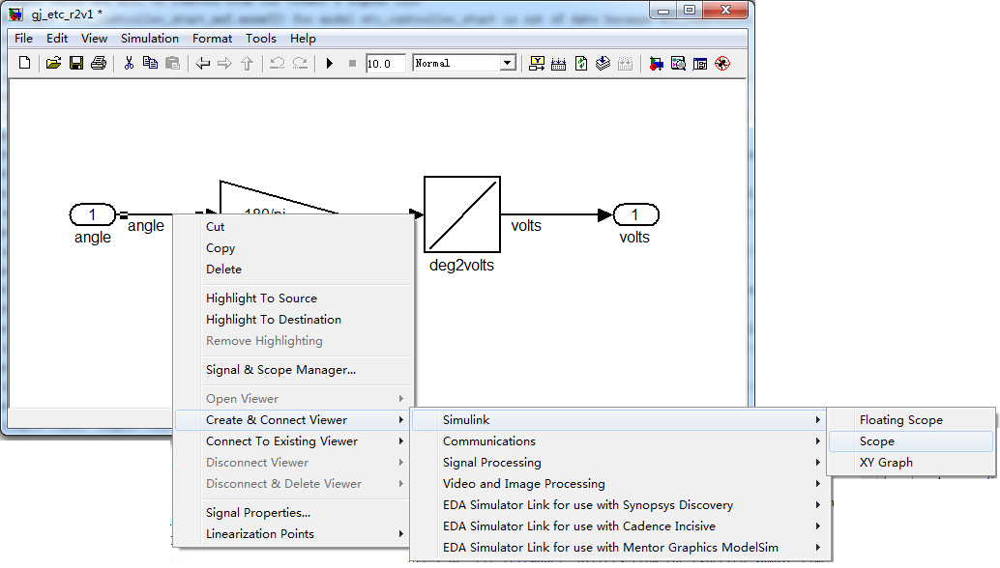 gj_etc_r2v1 *
File Edit View Simulation Format Tools Help
10.0 Normal
1 angle 1
angle volts volts
deg2volts
Cut
Copy
Delete
Highlight To Source
Highlight To Destination
Remove Highlighting
Signal & Scope Manager...
Open Viewer
Create & Connect Viewer
Connect To Existing Viewer
Disconnect Viewer
Disconnect & Delete Viewer
Signal Properties...
Linearization Points
Simulink
Communications
Signal Processing
Video and Image Processing
EDA Simulator Link for use with Synopsys Discovery
EDA Simulator Link for use with Cadence Incisive
EDA Simulator Link for use with Mentor Graphics ModelSim
Floating Scope
Scope
XY Graph